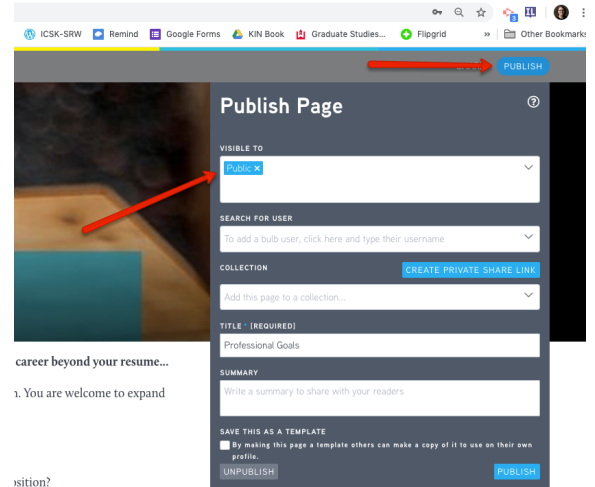 ICSK-SRW Remind Google Forms KIN Book Graduate Studies... Flipgrid » Other Bookmarks
3
PUBLISH
Publish Page
VISIBLE TO
Public ×
SEARCH FOR USER
To add a bulb user, click here and type their username
COLLECTION
CREATE PRIVATE SHARE LINK
Add this page to a collection...
TITLE * [REQUIRED]
Professional Goals
career beyond your resume...
SUMMARY
Write a summary to share with your readers
n. You are welcome to expand
SAVE THIS AS A TEMPLATE
By making this page a template others can make a copy of it to use on their own
profile.
UNPUBLISH
PUBLISH
osition?